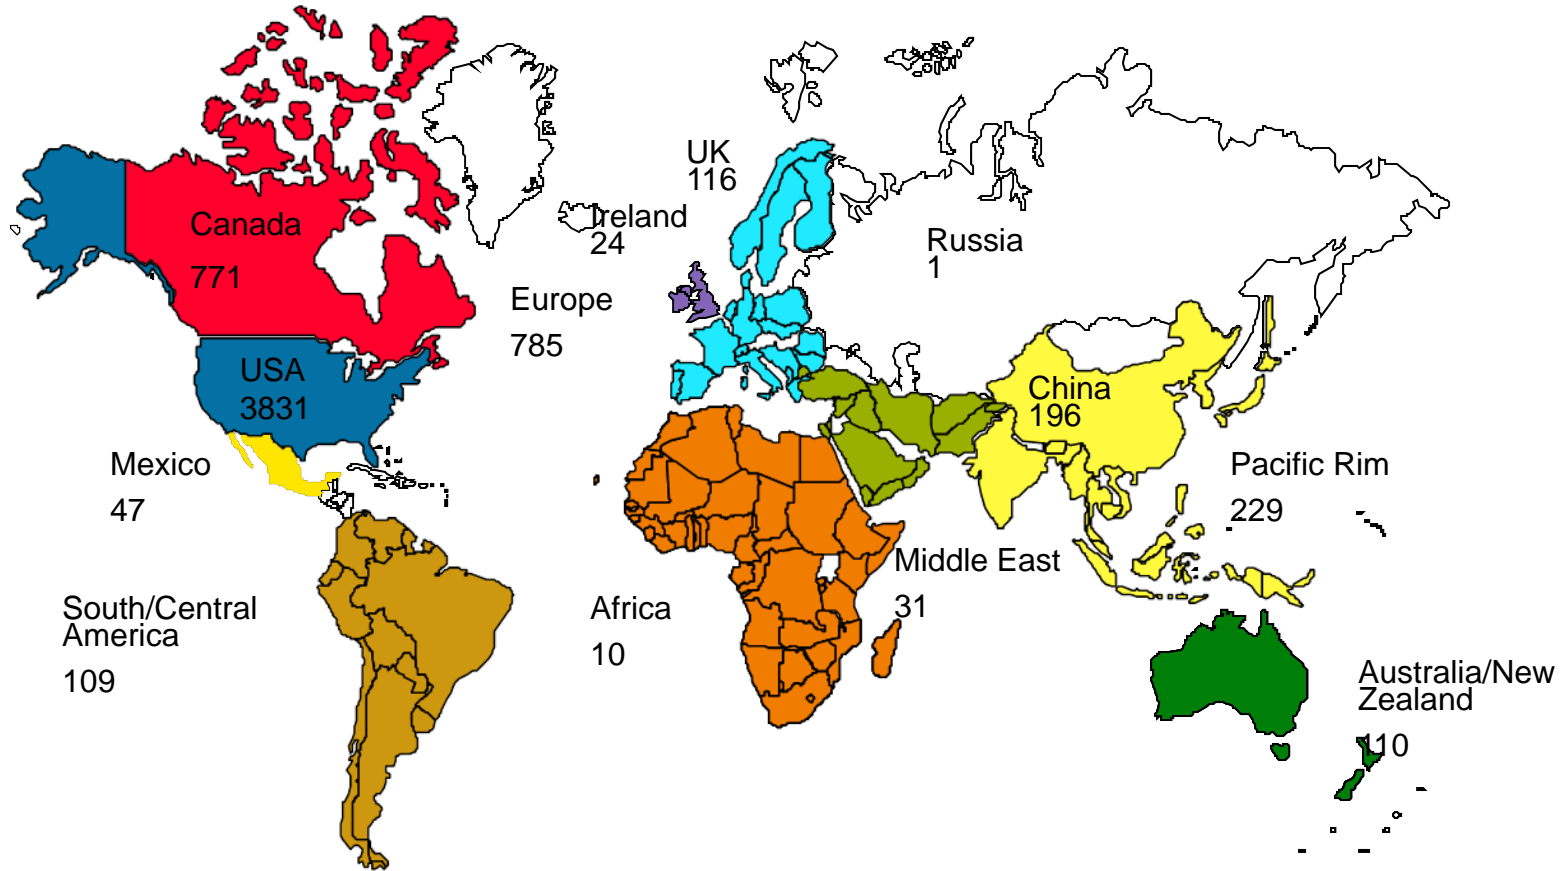 UK
116
Canada
771
Ireland
24
Russia
1
Europe
785
USA
3831
China
196
Mexico
47
Pacific Rim
229
Middle East
31
South/Central
America
109
Africa
10
Australia/New
Zealand
110